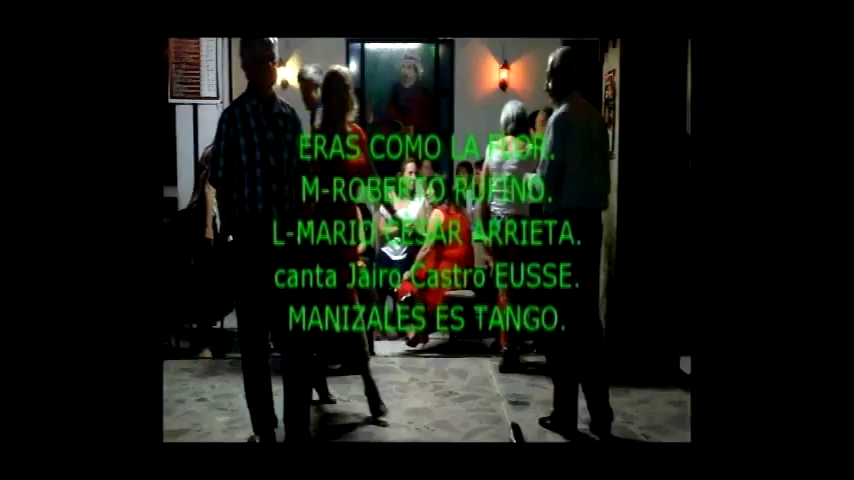 ERAS COMO LA FLOR.
M-ROBERTO RUFINO.
L-MARIO CESAR ARRIETA.
canta Jairo Castro EUSSE.
MANIZALES ES TANGO.